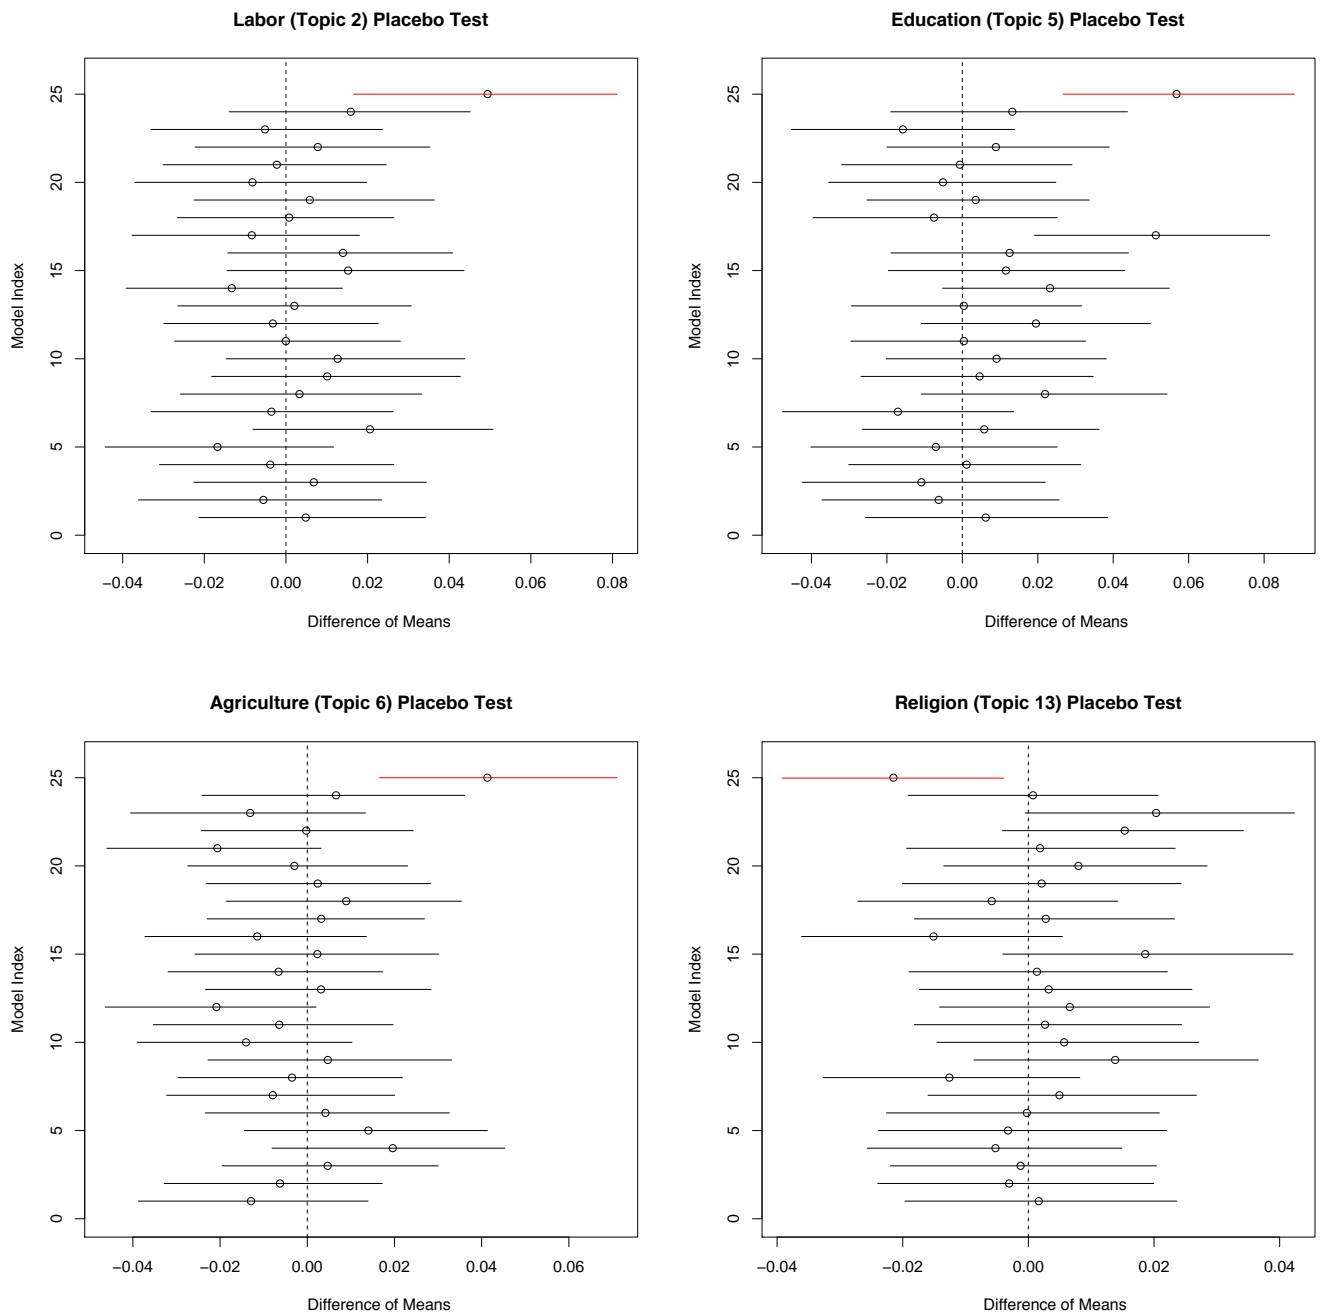 Labor (Topic 2) Placebo Test
Model Index
25
20
15
10
5
0
−0.04 −0.02 0.00 0.02 0.04 0.06 0.08
Difference of Means
Education (Topic 5) Placebo Test
Model Index
25
20
15
10
5
0
−0.04 −0.02 0.00 0.02 0.04 0.06 0.08
Difference of Means
Agriculture (Topic 6) Placebo Test
Model Index
25
20
15
10
5
0
−0.04 −0.02 0.00 0.02 0.04 0.06
Difference of Means
Religion (Topic 13) Placebo Test
Model Index
25
20
15
10
5
0
−0.04 −0.02 0.00 0.02 0.04
Difference of Means